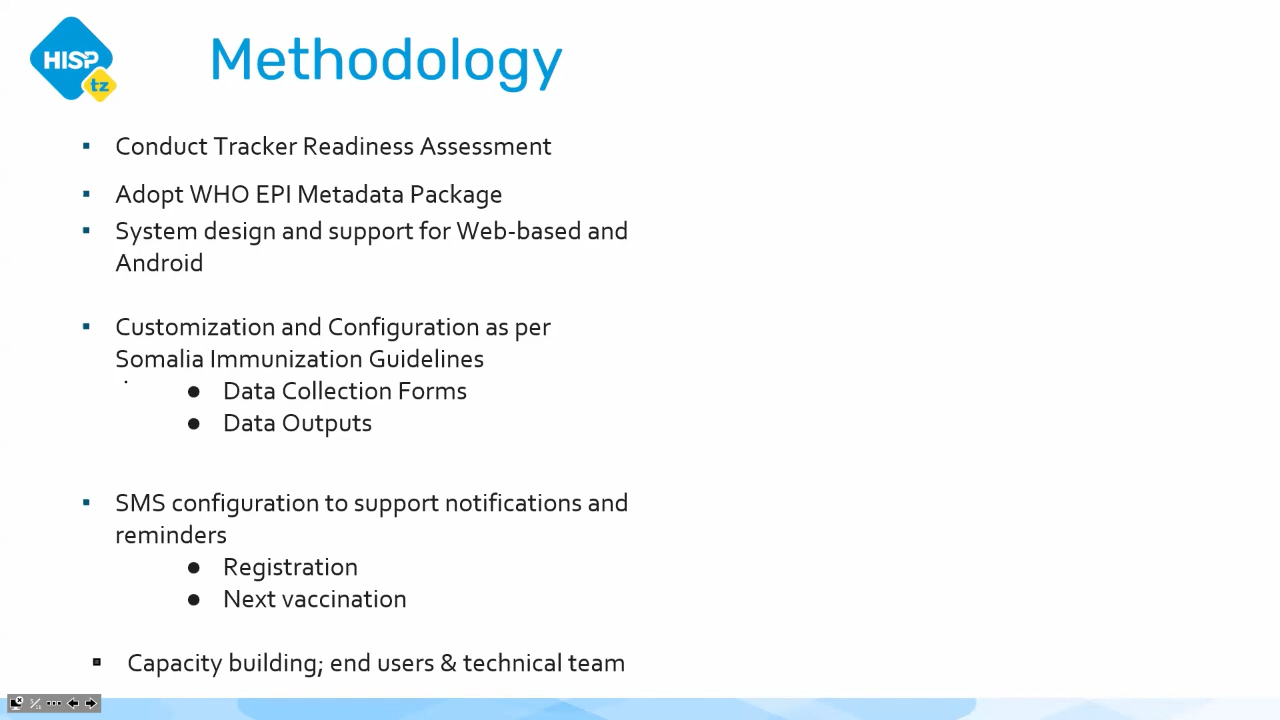 HISP
tz
Methodology
▪ Conduct Tracker Readiness Assessment
▪ Adopt WHO EPI Metadata Package
▪ System design and support for Web-based and
Android
▪ Customization and Configuration as per
Somalia Immunization Guidelines
● Data Collection Forms
● Data Outputs
▪ SMS configuration to support notifications and
reminders
● Registration
● Next vaccination
▪ Capacity building; end users & technical team